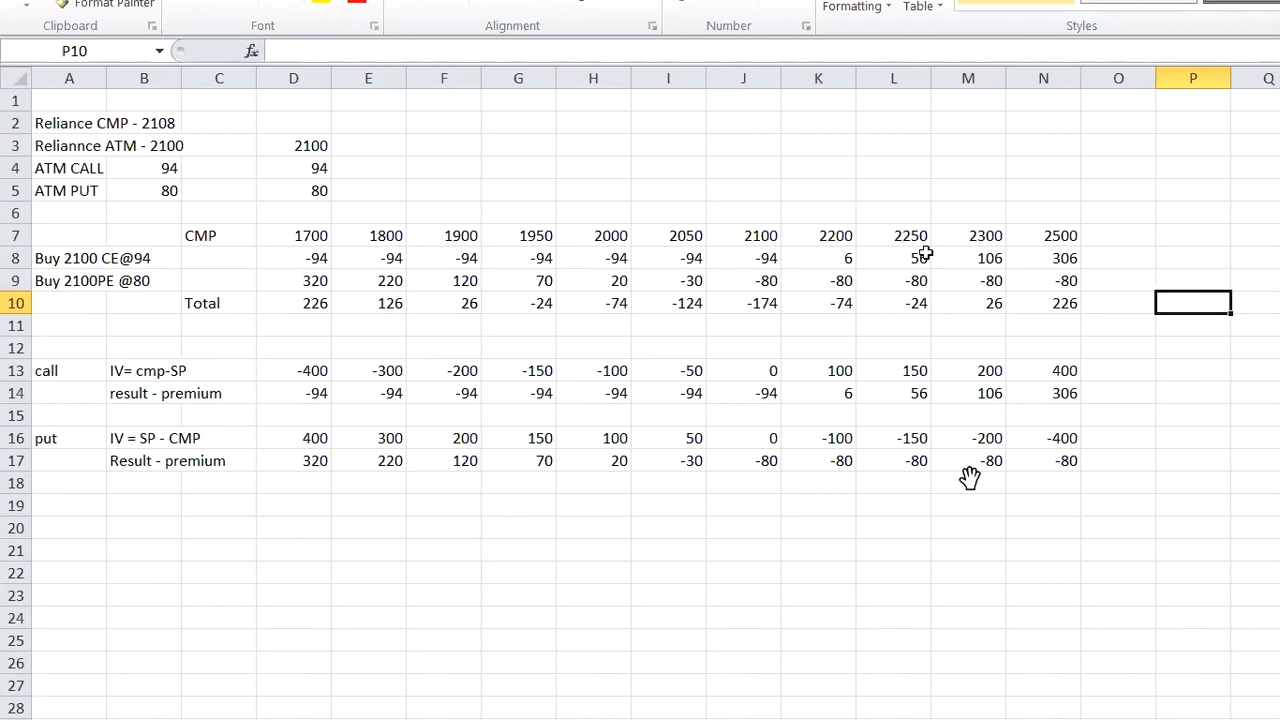 Format Painter
Formatting Table
Clipboard Font Alignment Number Styles
P10 fx
A B C D E F G H I J K L M N O P Q
1
2 Reliance CMP - 2108
3 Reliannce ATM - 2100 2100
4 ATM CALL 94 94
5 ATM PUT 80 80
6
7 CMP 1700 1800 1900 1950 2000 2050 2100 2200 2250 2300 2500
8 Buy 2100 CE@94 -94 -94 -94 -94 -94 -94 -94 6 56 106 306
9 Buy 2100PE @80 320 220 120 70 20 -30 -80 -80 -80 -80 -80
10 Total 226 126 26 -24 -74 -124 -174 -74 -24 26 226
11
12
13 call IV= cmp-SP -400 -300 -200 -150 -100 -50 0 100 150 200 400
14 result - premium -94 -94 -94 -94 -94 -94 -94 6 56 106 306
15
16 put IV = SP - CMP 400 300 200 150 100 50 0 -100 -150 -200 -400
17 Result - premium 320 220 120 70 20 -30 -80 -80 -80 -80 -80
18
19
20
21
22
23
24
25
26
27
28